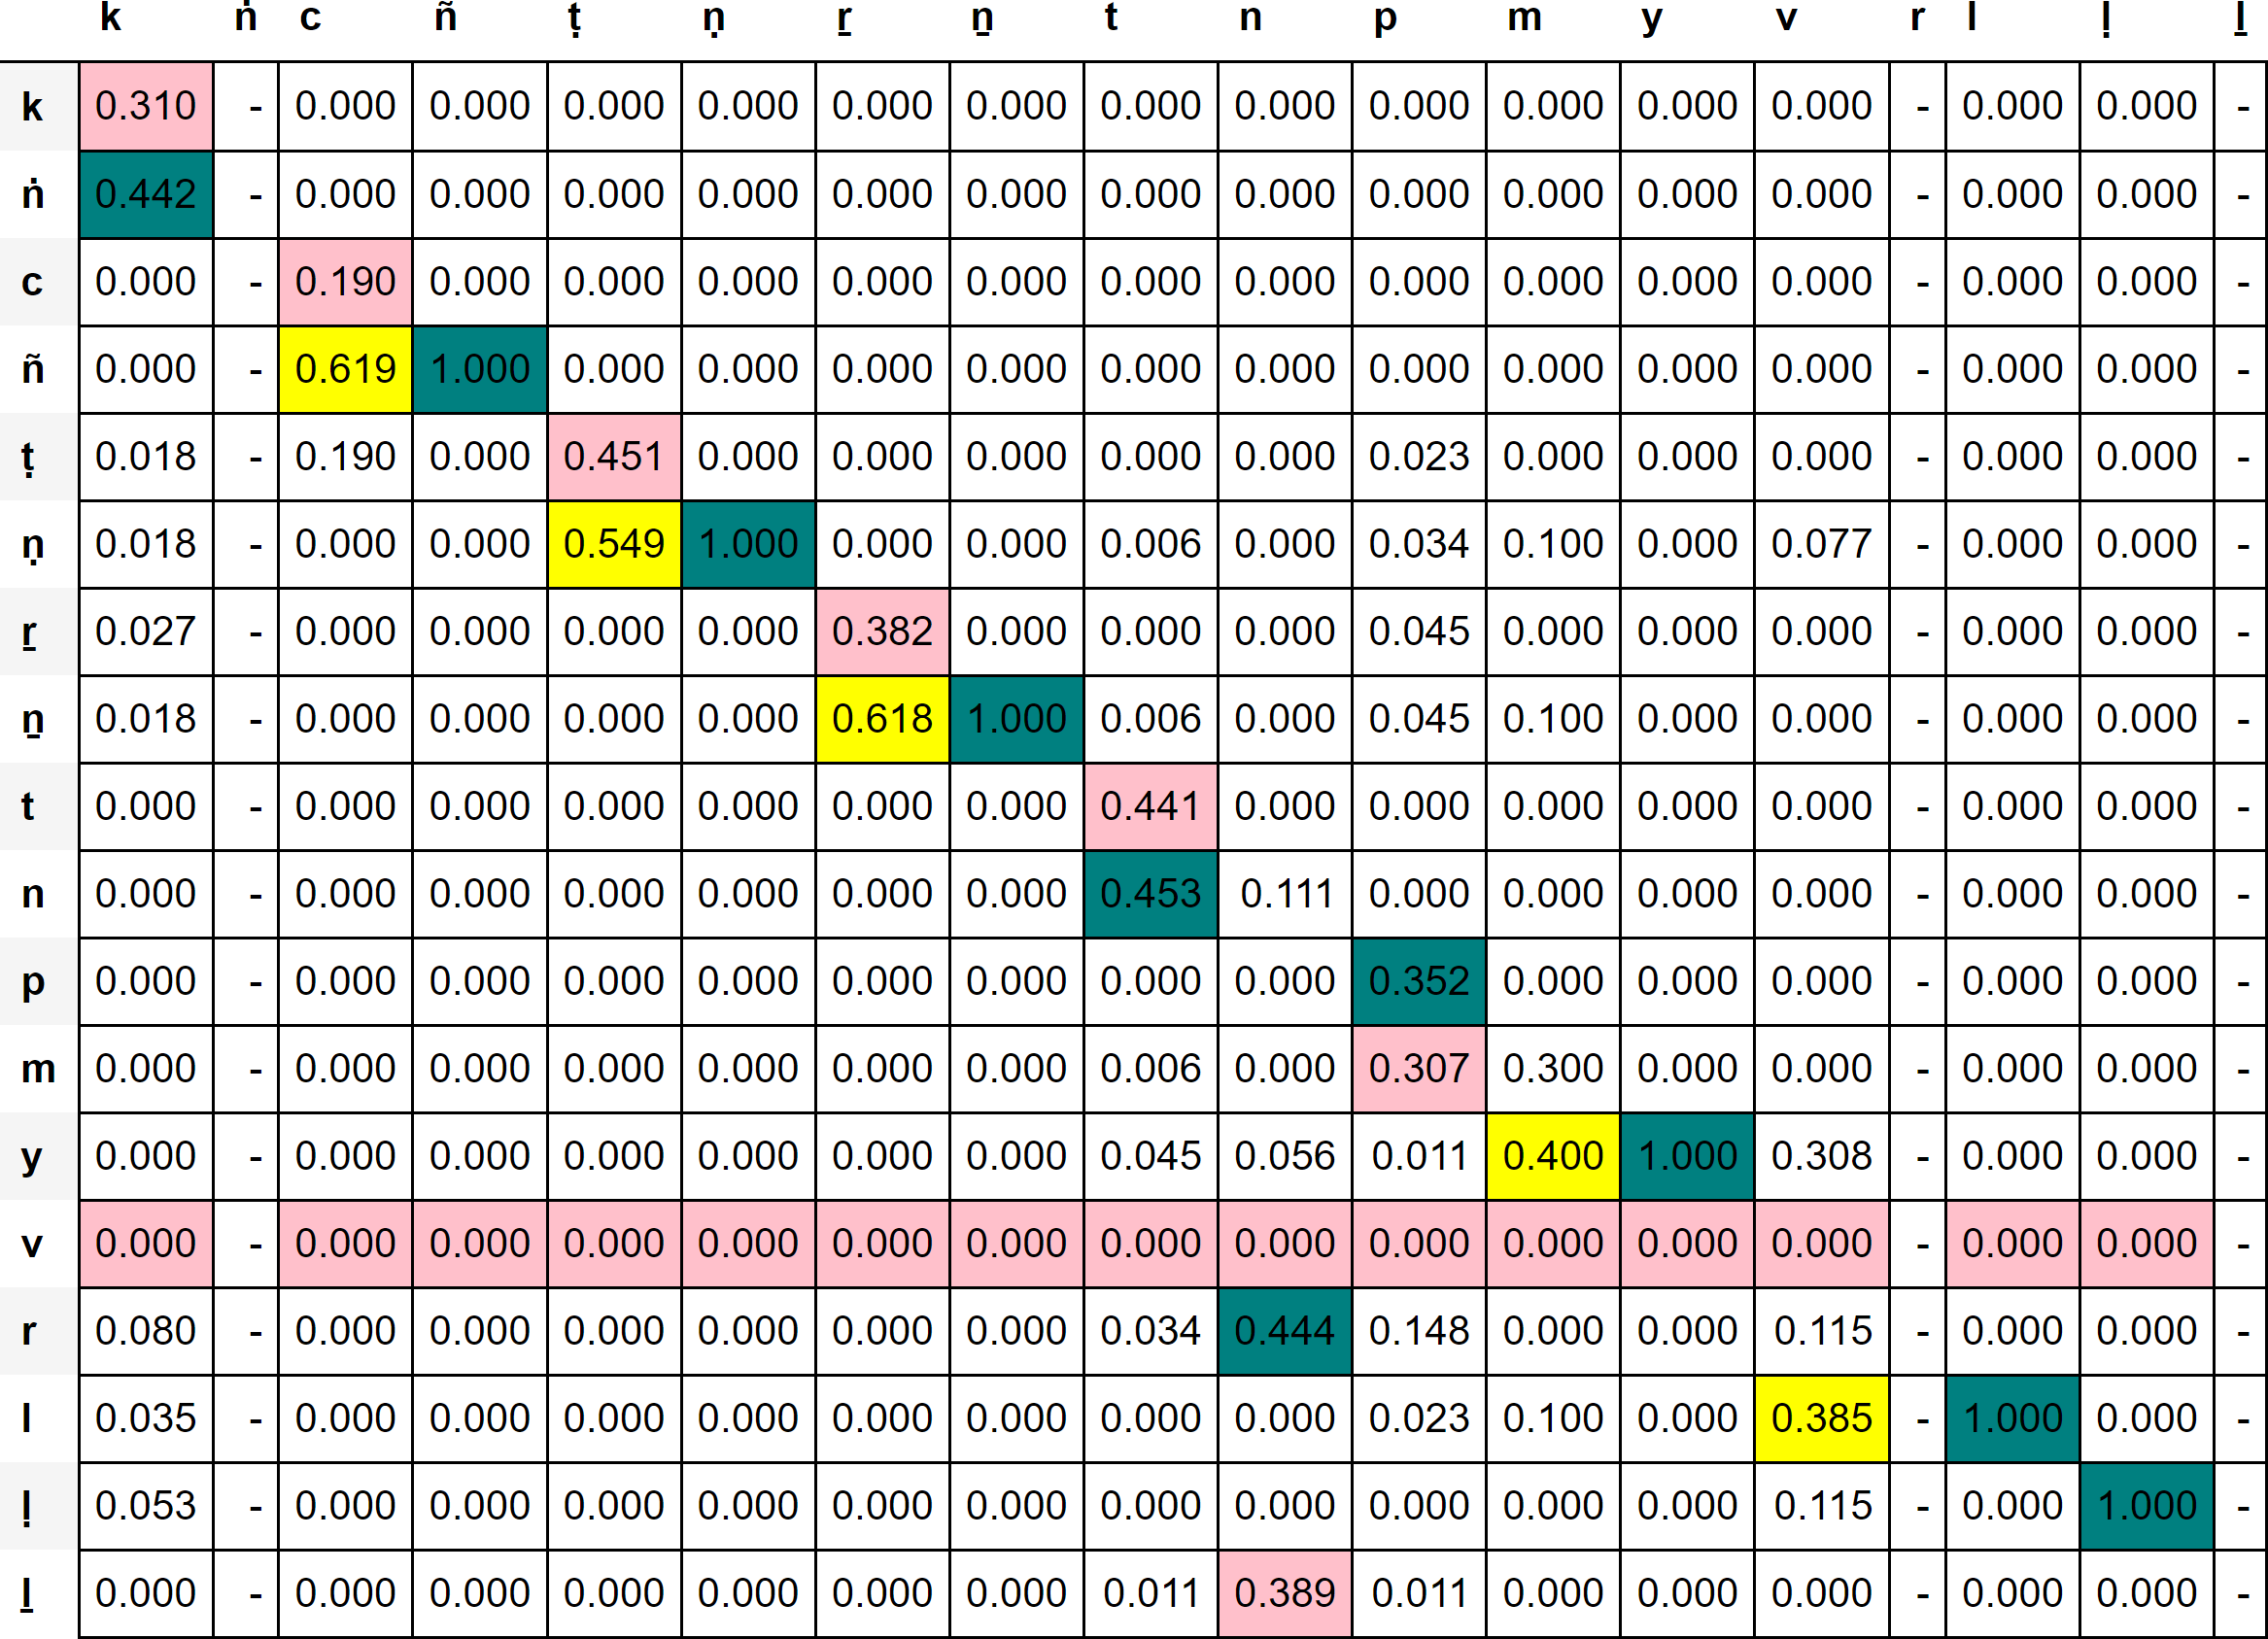 k ṅ c ñ ṭ ṇ ṟ ṉ t n p m y v r l ḷ ḻ
k 0.310 - 0.000 0.000 0.000 0.000 0.000 0.000 0.000 0.000 0.000 0.000 0.000 0.000 - 0.000 0.000 -
ṅ 0.442 - 0.000 0.000 0.000 0.000 0.000 0.000 0.000 0.000 0.000 0.000 0.000 0.000 - 0.000 0.000 -
c 0.000 - 0.190 0.000 0.000 0.000 0.000 0.000 0.000 0.000 0.000 0.000 0.000 0.000 - 0.000 0.000 -
ñ 0.000 - 0.619 1.000 0.000 0.000 0.000 0.000 0.000 0.000 0.000 0.000 0.000 0.000 - 0.000 0.000 -
ṭ 0.018 - 0.190 0.000 0.451 0.000 0.000 0.000 0.000 0.000 0.023 0.000 0.000 0.000 - 0.000 0.000 -
ṇ 0.018 - 0.000 0.000 0.549 1.000 0.000 0.000 0.006 0.000 0.034 0.100 0.000 0.077 - 0.000 0.000 -
ṟ 0.027 - 0.000 0.000 0.000 0.000 0.382 0.000 0.000 0.000 0.045 0.000 0.000 0.000 - 0.000 0.000 -
ṉ 0.018 - 0.000 0.000 0.000 0.000 0.618 1.000 0.006 0.000 0.045 0.100 0.000 0.000 - 0.000 0.000 -
t 0.000 - 0.000 0.000 0.000 0.000 0.000 0.000 0.441 0.000 0.000 0.000 0.000 0.000 - 0.000 0.000 -
n 0.000 - 0.000 0.000 0.000 0.000 0.000 0.000 0.453 0.111 0.000 0.000 0.000 0.000 - 0.000 0.000 -
p 0.000 - 0.000 0.000 0.000 0.000 0.000 0.000 0.000 0.000 0.352 0.000 0.000 0.000 - 0.000 0.000 -
m 0.000 - 0.000 0.000 0.000 0.000 0.000 0.000 0.006 0.000 0.307 0.300 0.000 0.000 - 0.000 0.000 -
y 0.000 - 0.000 0.000 0.000 0.000 0.000 0.000 0.045 0.056 0.011 0.400 1.000 0.308 - 0.000 0.000 -
v 0.000 - 0.000 0.000 0.000 0.000 0.000 0.000 0.000 0.000 0.000 0.000 0.000 0.000 - 0.000 0.000 -
r 0.080 - 0.000 0.000 0.000 0.000 0.000 0.000 0.034 0.444 0.148 0.000 0.000 0.115 - 0.000 0.000 -
l 0.035 - 0.000 0.000 0.000 0.000 0.000 0.000 0.000 0.000 0.023 0.100 0.000 0.385 - 1.000 0.000 -
ḷ 0.053 - 0.000 0.000 0.000 0.000 0.000 0.000 0.000 0.000 0.000 0.000 0.000 0.115 - 0.000 1.000 -
ḻ 0.000 - 0.000 0.000 0.000 0.000 0.000 0.000 0.011 0.389 0.011 0.000 0.000 0.000 - 0.000 0.000 -